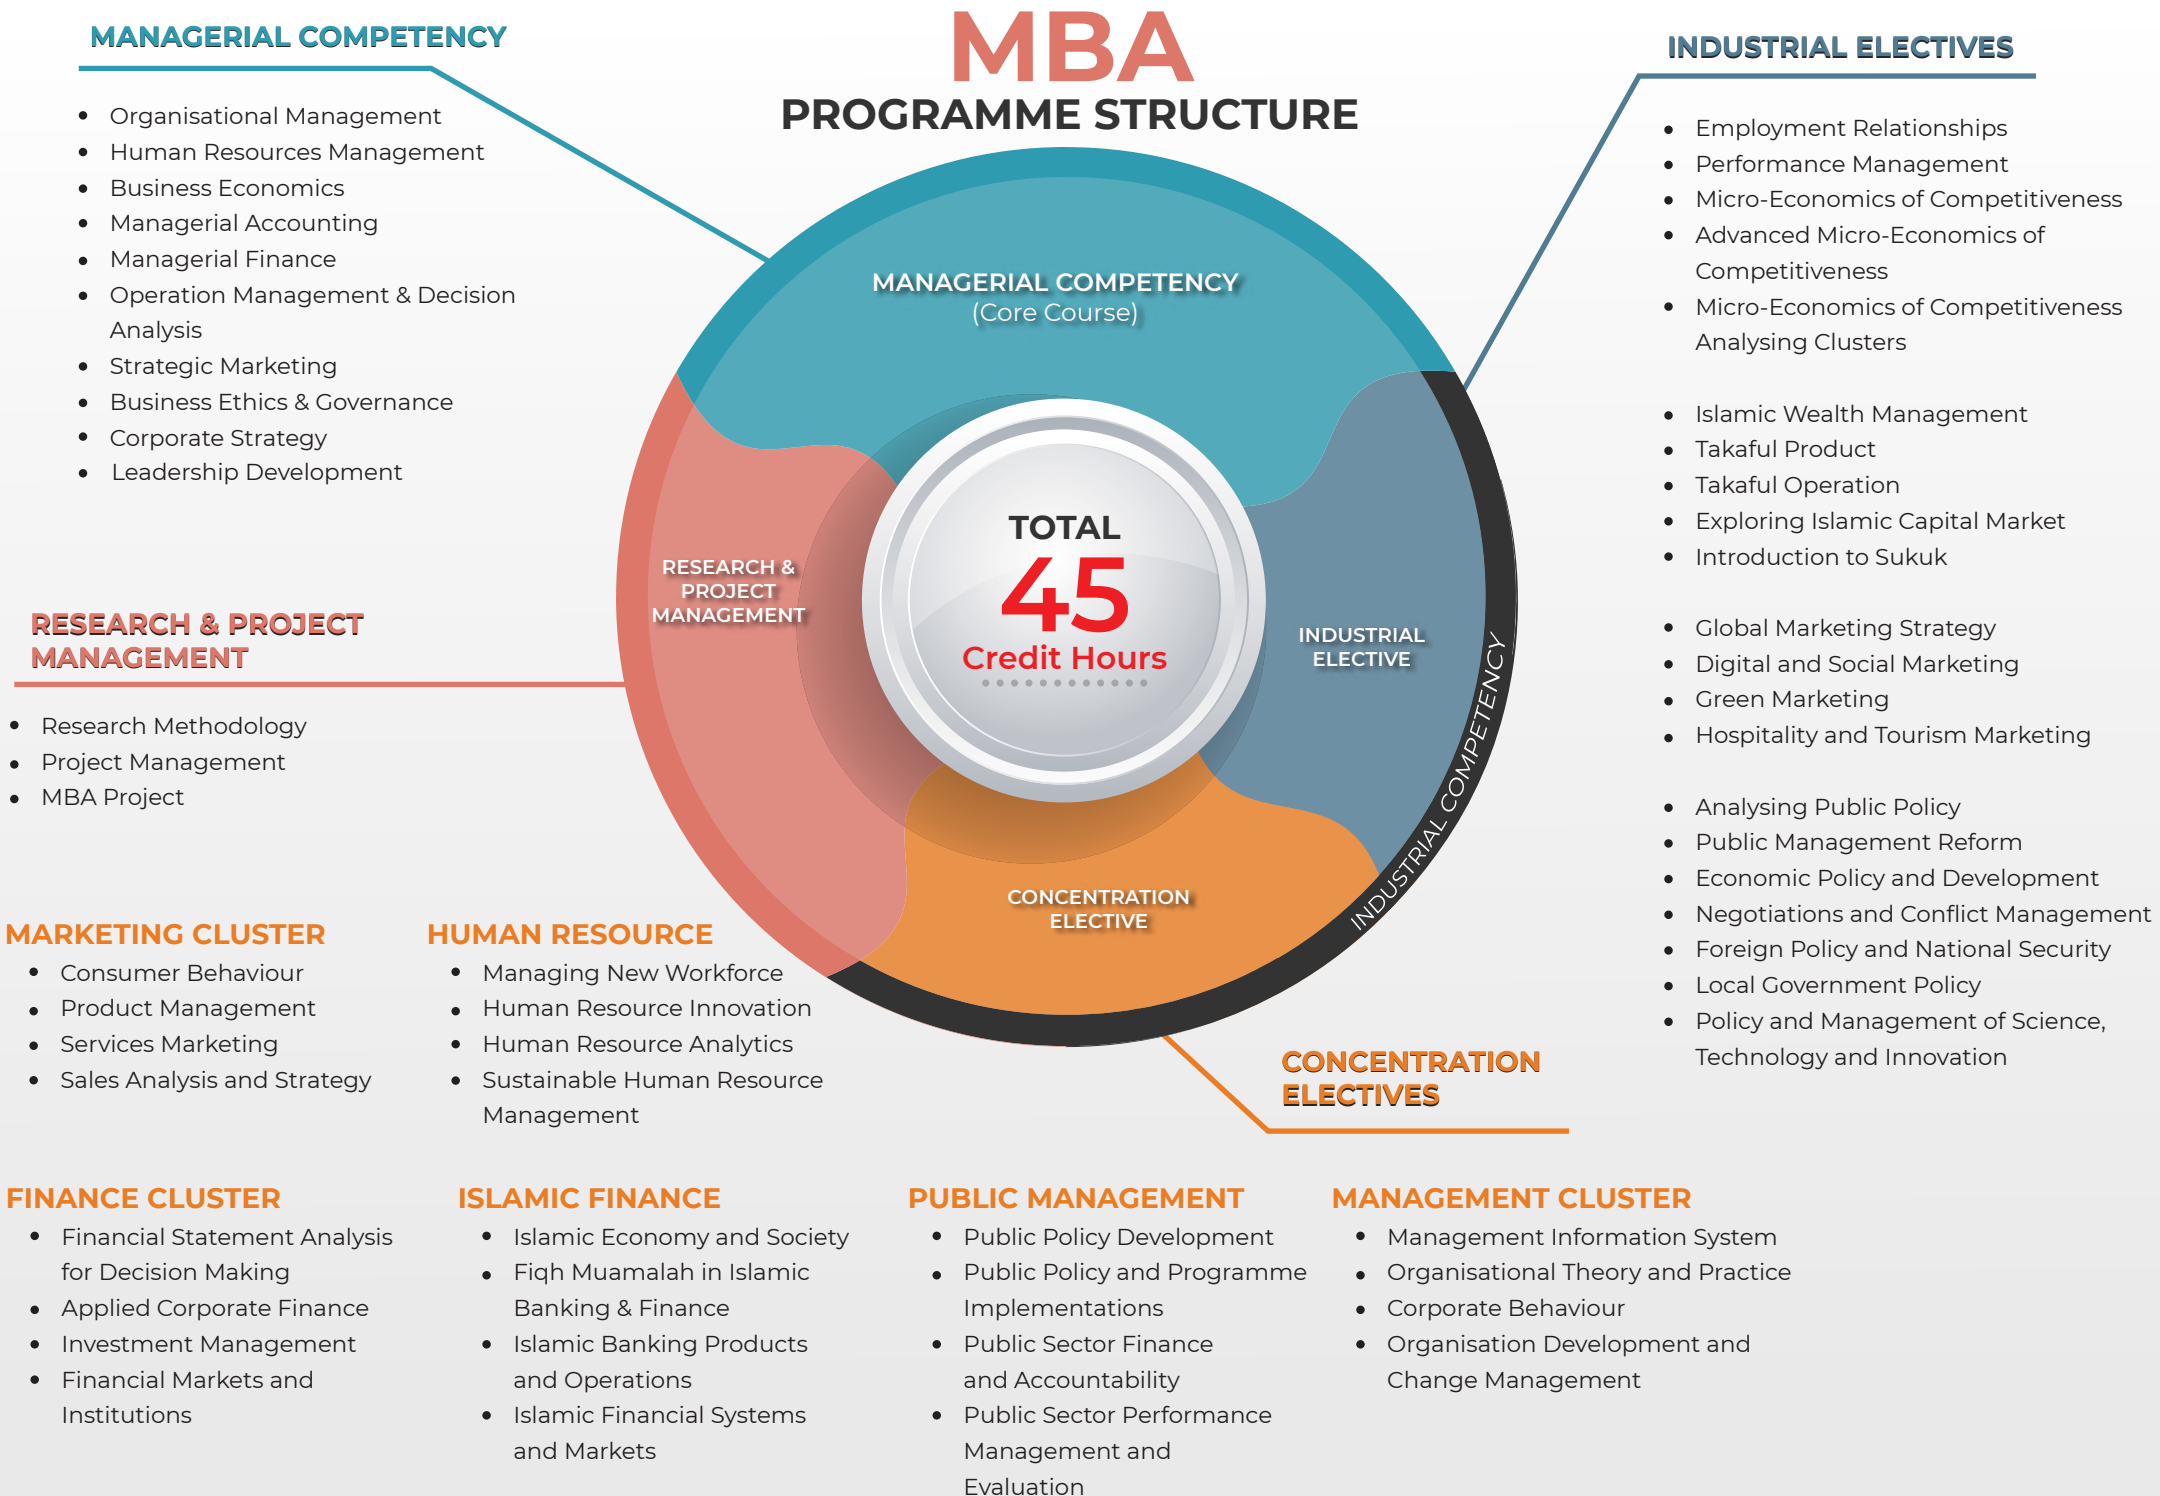 MBA
PROGRAMME STRUCTURE
MANAGERIAL COMPETENCY
Organisational Management
Human Resources Management
Business Economics
Managerial Accounting
Managerial Finance
Operation Management & Decision
Analysis
Strategic Marketing
Business Ethics & Governance
Corporate Strategy
Leadership Development
RESEARCH & PROJECT
MANAGEMENT
Research Methodology
Project Management
MBA Project
MANAGERIAL COMPETENCY
(Core Course)
RESEARCH &
PROJECT
MANAGEMENT
TOTAL
45
Credit Hours
INDUSTRIAL
ELECTIVE
CONCENTRATION
ELECTIVE
INDUSTRIAL COMPETENCY
INDUSTRIAL ELECTIVES
Employment Relationships
Performance Management
Micro-Economics of Competitiveness
Advanced Micro-Economics of
Competitiveness
Micro-Economics of Competitiveness
Analysing Clusters
Islamic Wealth Management
Takaful Product
Takaful Operation
Exploring Islamic Capital Market
Introduction to Sukuk
Global Marketing Strategy
Digital and Social Marketing
Green Marketing
Hospitality and Tourism Marketing
Analysing Public Policy
Public Management Reform
Economic Policy and Development
Negotiations and Conflict Management
Foreign Policy and National Security
Local Government Policy
Policy and Management of Science,
Technology and Innovation
CONCENTRATION
ELECTIVES
MARKETING CLUSTER
Consumer Behaviour
Product Management
Services Marketing
Sales Analysis and Strategy
HUMAN RESOURCE
Managing New Workforce
Human Resource Innovation
Human Resource Analytics
Sustainable Human Resource
Management
FINANCE CLUSTER
Financial Statement Analysis
for Decision Making
Applied Corporate Finance
Investment Management
Financial Markets and
Institutions
ISLAMIC FINANCE
Islamic Economy and Society
Fiqh Muamalah in Islamic
Banking & Finance
Islamic Banking Products
and Operations
Islamic Financial Systems
and Markets
PUBLIC MANAGEMENT
Public Policy Development
Public Policy and Programme
Implementations
Public Sector Finance
and Accountability
Public Sector Performance
Management and
Evaluation
MANAGEMENT CLUSTER
Management Information System
Organisational Theory and Practice
Corporate Behaviour
Organisation Development and
Change Management